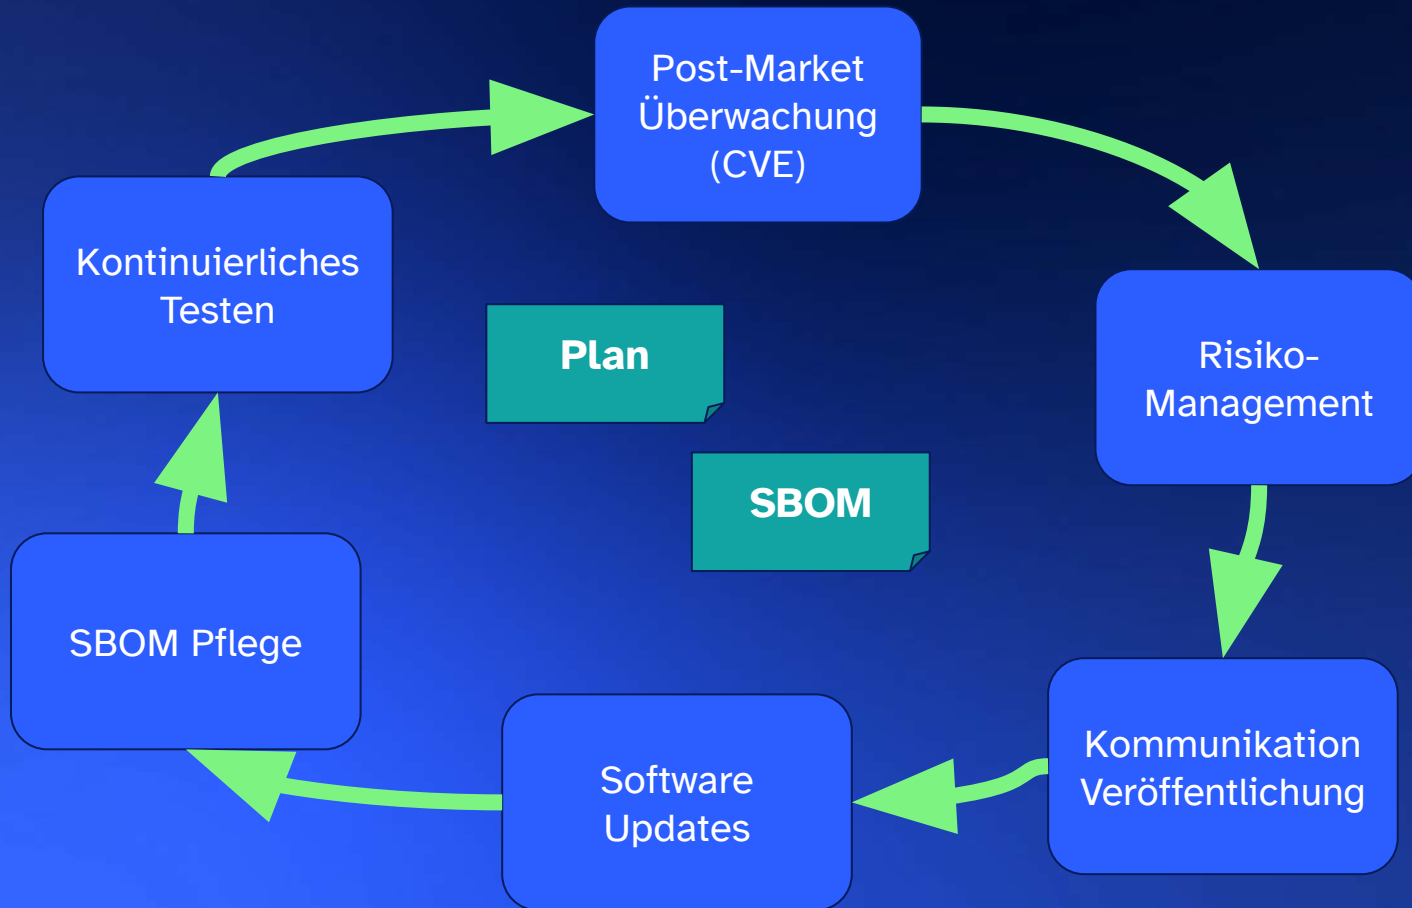 Post-Market
Überwachung
(CVE)
Risiko-
Management
Kommunikation
Veröffentlichung
Software
Updates
SBOM Pflege
Kontinuierliches
Testen
Plan
SBOM